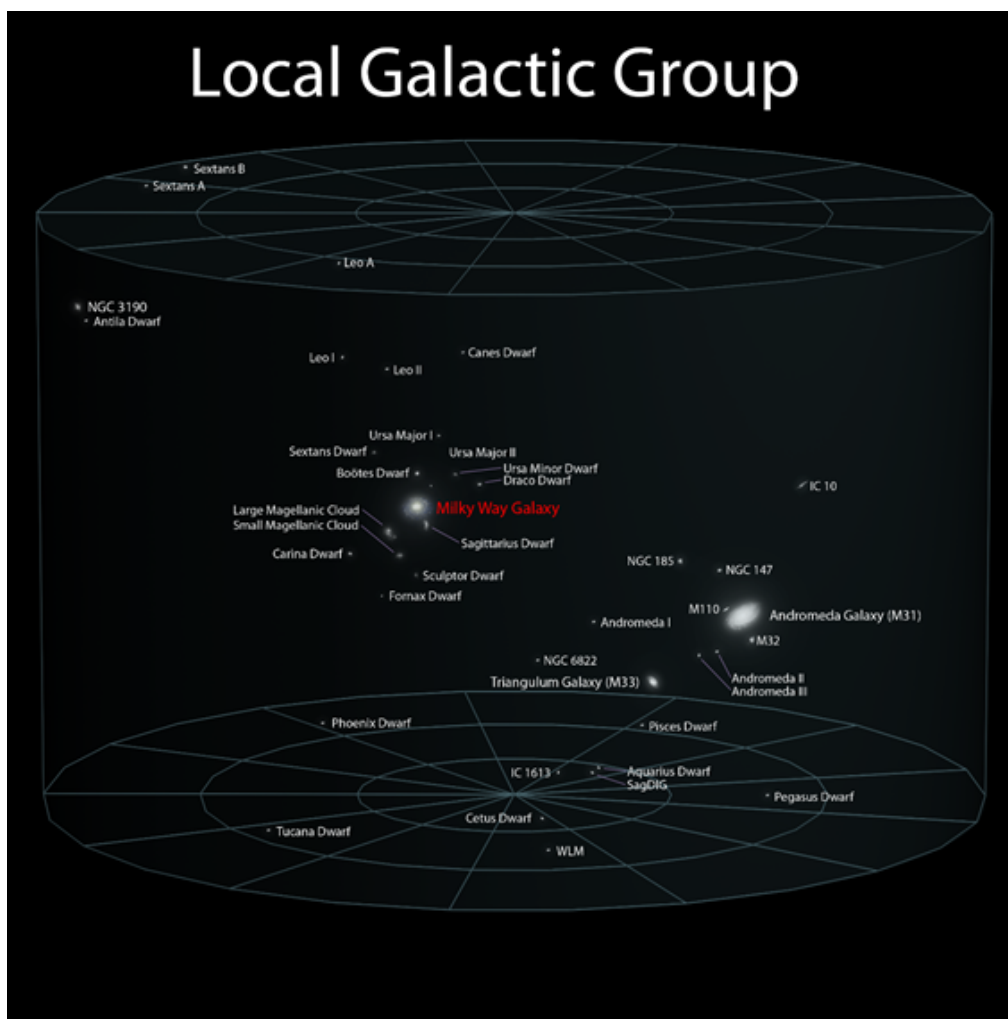 Local Galactic Group
Sextans B
Sextans A
Leo A
NGC 3190
Antila Dwarf
Canes Dwarf
Leo I
Leo II
Ursa Major I
Sextans Dwarf
Ursa Major II
Boötes Dwarf
Ursa Minor Dwarf
Draco Dwarf
IC 10
Milky Way Galaxy
Large Magellanic Cloud
Small Magellanic Cloud
Sagittarius Dwarf
Carina Dwarf
NGC 185
NGC 147
Sculptor Dwarf
Fornax Dwarf
M110
Andromeda Galaxy (M31)
Andromeda I
M32
NGC 6822
Andromeda II
Triangulum Galaxy (M33)
Andromeda III
Phoenix Dwarf
Pisces Dwarf
IC 1613
Aquarius Dwarf
SagDIG
Pegasus Dwarf
Cetus Dwarf
Tucana Dwarf
WLM